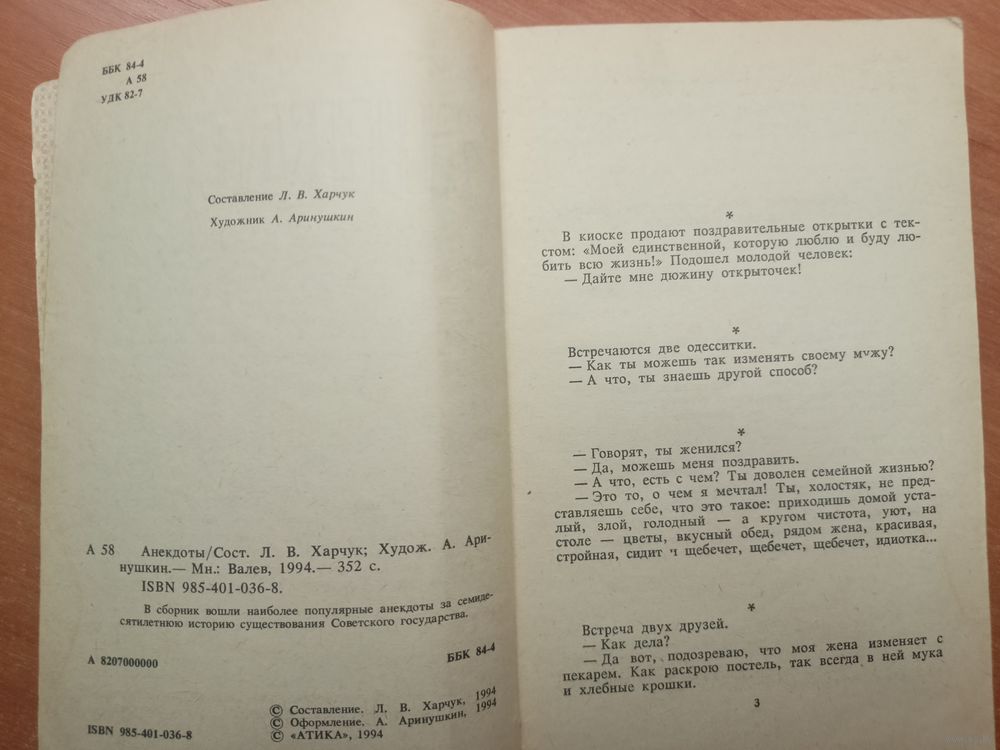 ББК 84-4
А 58
УДК 82-7
Составление Л. В. Харчук
Художник А. Аринушкин
А 58 Анекдоты/Сост. Л. В. Харчук; Худож. А. Ари-
нушкин.— Мн.: Валев, 1994.— 352 с.
ISBN 985-401-036-8.
В сборник вошли наиболее популярные анекдоты за семиде-
сятилетнюю историю существования Советского государства.
А 8207000000
ББК 84-4
© Составление. Л. В. Харчук, 1994
© Оформление. А. Аринушкин, 1994
© «АТИКА», 1994
ISBN 985-401-036-8
*
В киоске продают поздравительные открытки с тек-
стом: «Моей единственной, которую люблю и буду лю-
бить всю жизнь!» Подошел молодой человек:
— Дайте мне дюжину открыточек!
*
Встречаются две одесситки.
— Как ты можешь так изменять своему мужу?
— А что, ты знаешь другой способ?
*
— Говорят, ты женился?
— Да, можешь меня поздравить.
— А что, есть с чем? Ты доволен семейной жизнью?
— Это то, о чем я мечтал! Ты, холостяк, не пред-
ставляешь себе, что это такое: приходишь домой уста-
лый, злой, голодный — а кругом чистота, уют, на
столе — цветы, вкусный обед, рядом жена, красивая,
стройная, сидит и щебечет, щебечет, щебечет, идиотка...
*
Встреча двух друзей.
— Как дела?
— Да вот, подозреваю, что моя жена изменяет с
пекарем. Как раскрою постель, так всегда в ней мука
и хлебные крошки.
3